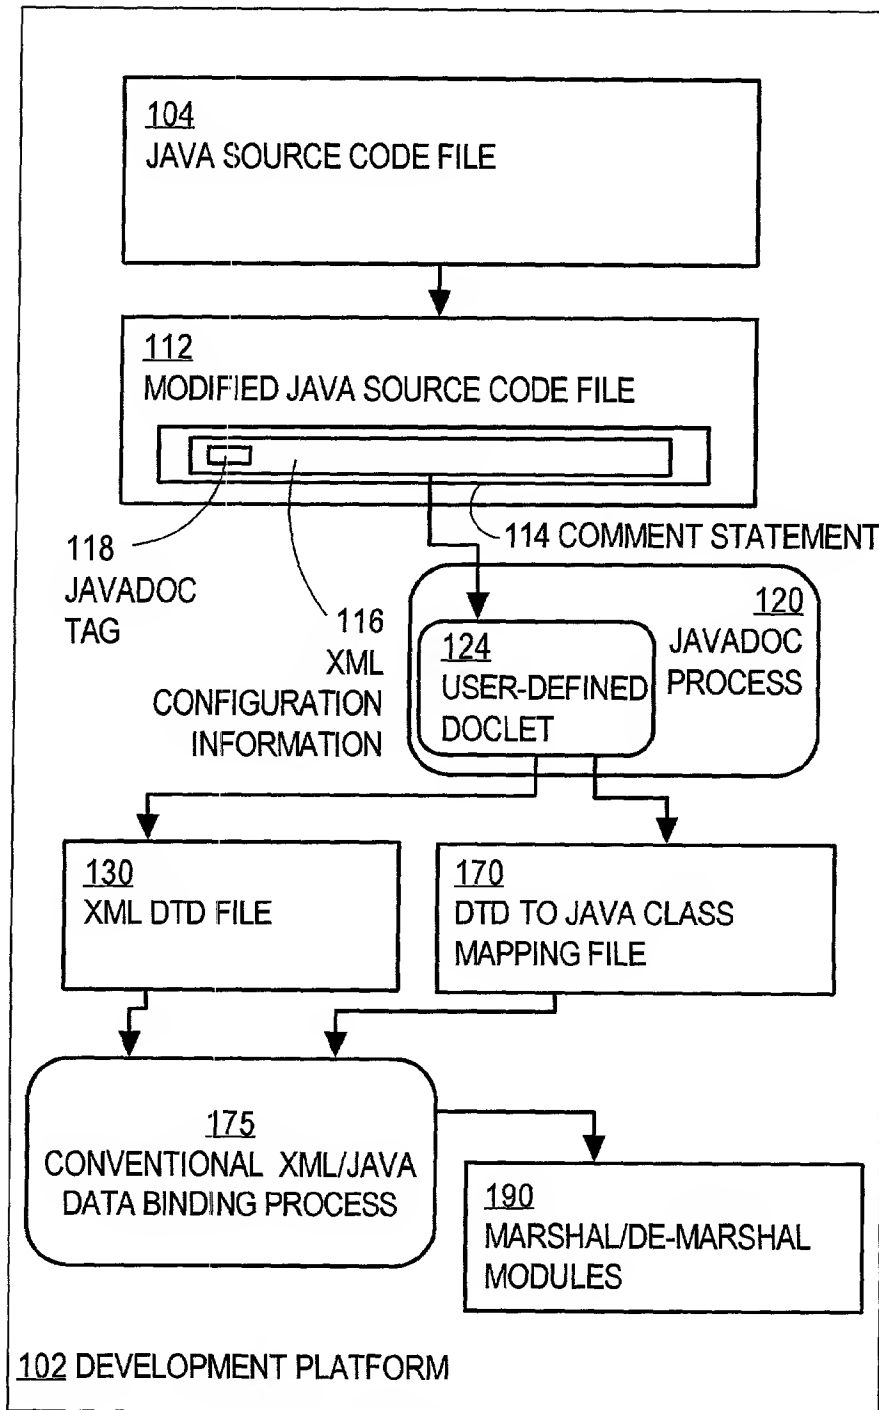 104
JAVA SOURCE CODE FILE
112
MODIFIED JAVA SOURCE CODE FILE
118
JAVADOC
TAG
116
XML
CONFIGURATION
INFORMATION
114 COMMENT STATEMENT
120
JAVADOC
PROCESS
124
USER-DEFINED
DOCLET
130
XML DTD FILE
170
DTD TO JAVA CLASS
MAPPING FILE
175
CONVENTIONAL XML/JAVA
DATA BINDING PROCESS
190
MARSHAL/DE-MARSHAL
MODULES
102 DEVELOPMENT PLATFORM